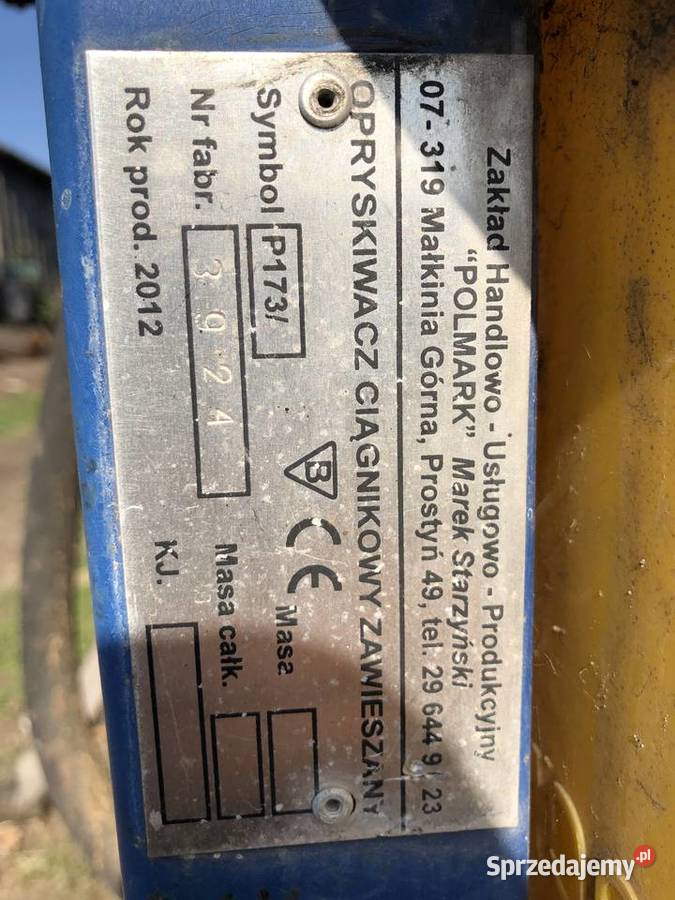 Zakład Handlowo - Usługowo - Produkcyjny
"POLMARK" Marek Starzyński
07-319 Małkinia Górna, Prostyń 49, tel. 29 644 9 23
OPRYSKIWACZ CIĄGNIKOWY ZAWIESZANY
Symbol P173/ B CE Masa
Nr fabr. 3924 Masa całk.
Rok prod. 2012 KJ.
Sprzedajemy.pl